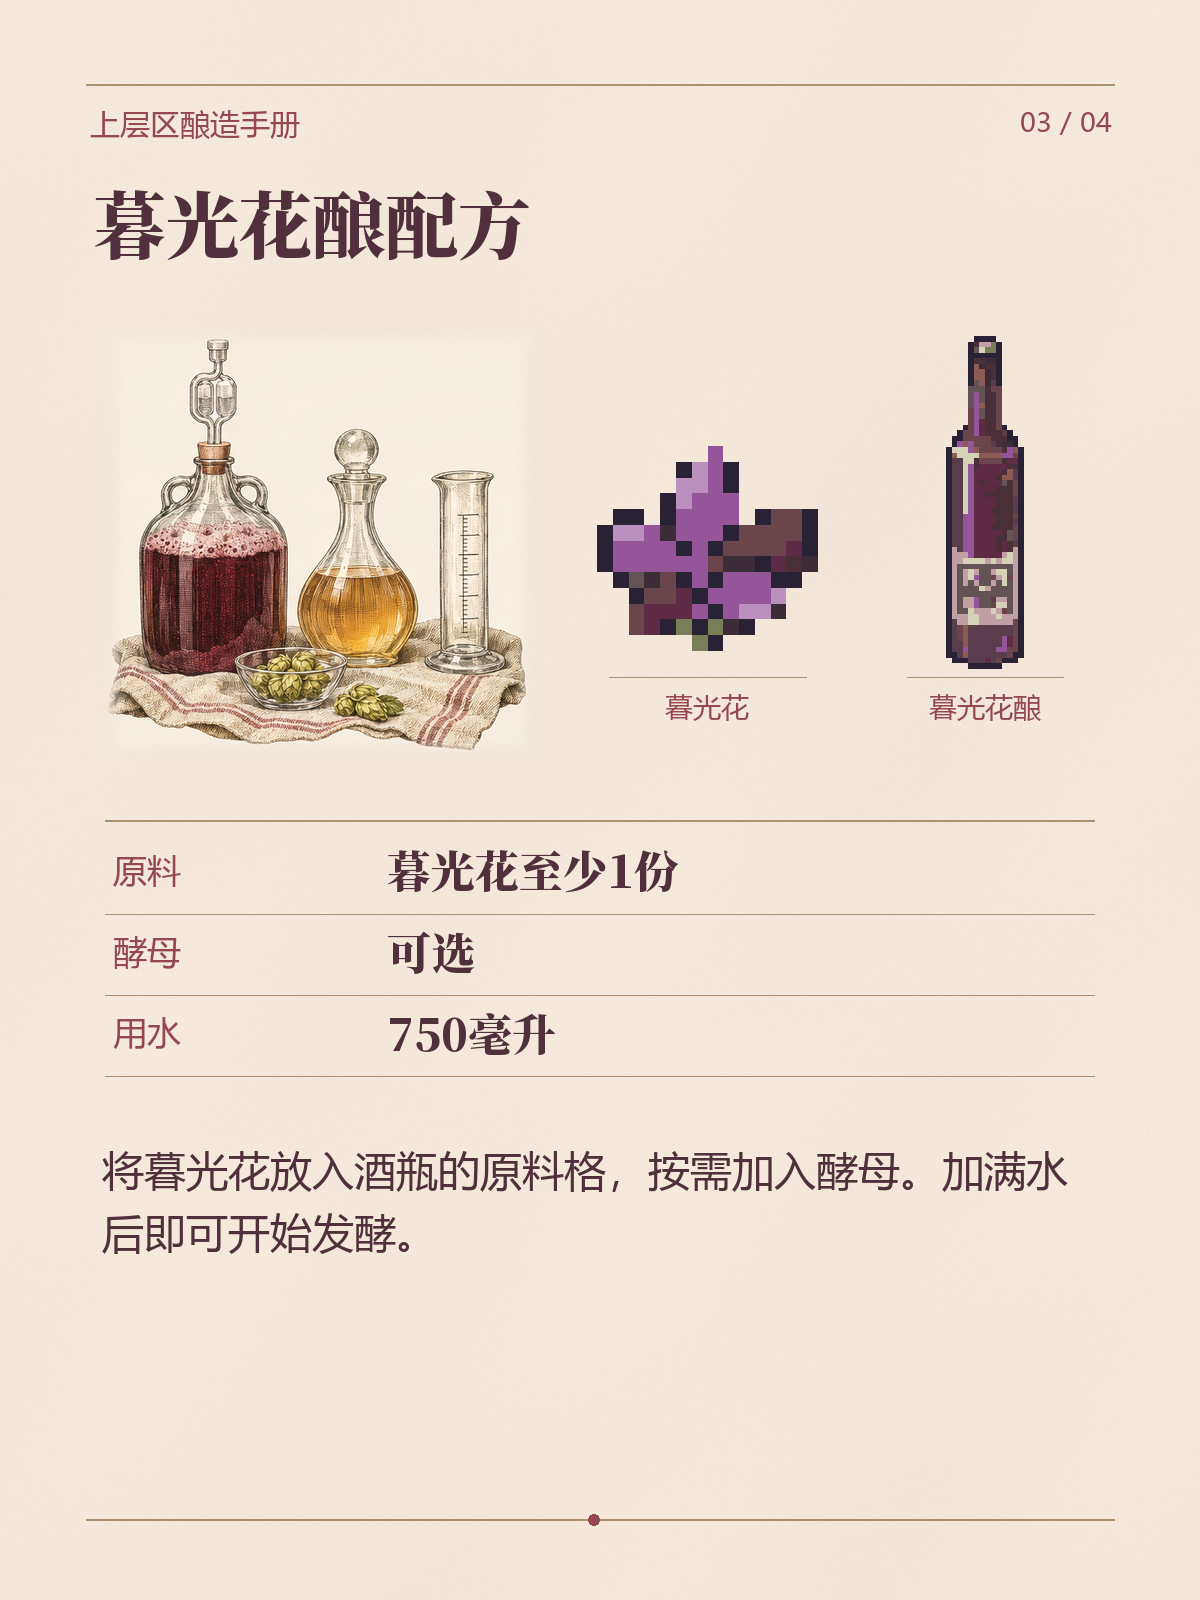 上层区酿造手册
03 / 04
暮光花酿配方
暮光花
暮光花酿
原料
暮光花至少1份
酵母
可选
用水
750毫升
将暮光花放入酒瓶的原料格，按需加入酵母。加满水
后即可开始发酵。